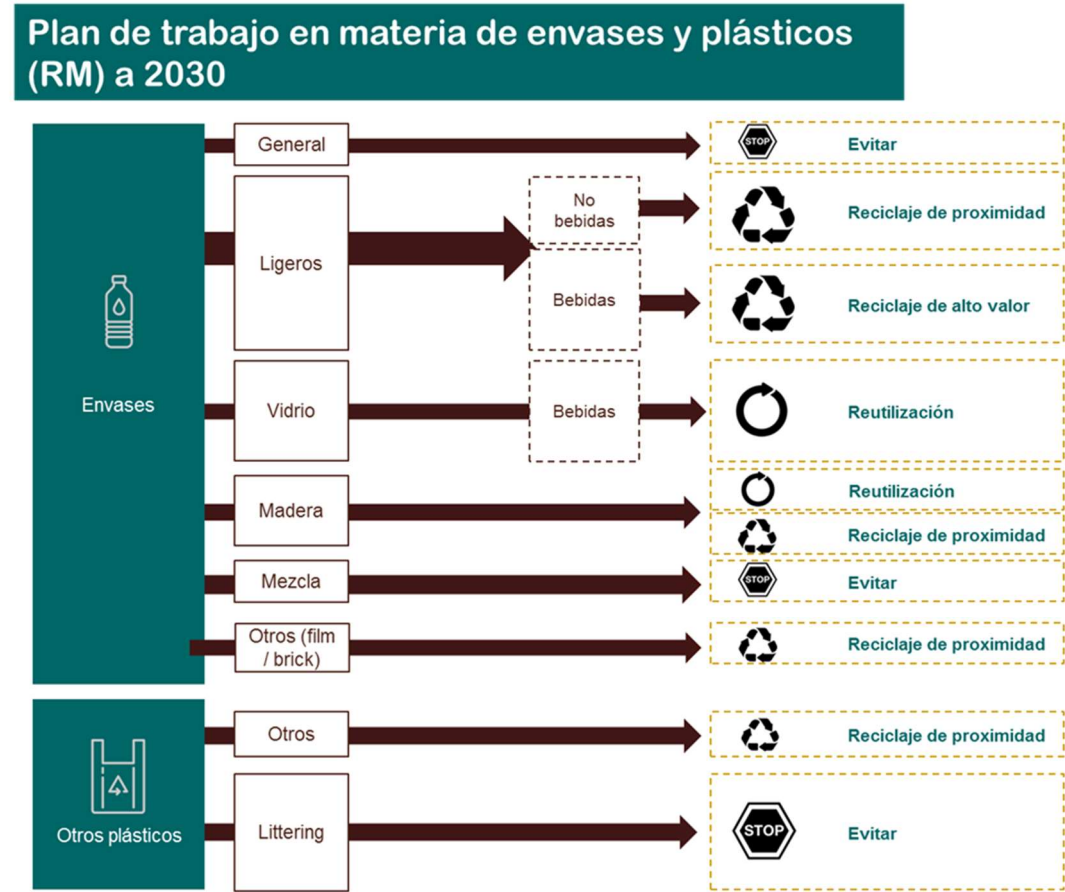 Plan de trabajo en materia de envases y plásticos
(RM) a 2030
General
STOP
Evitar
No
bebidas
Reciclaje de proximidad
Ligeros
Bebidas
Reciclaje de alto valor
Envases
Vidrio
Bebidas
Reutilización
Madera
Reutilización
Reciclaje de proximidad
Mezcla
STOP
Evitar
Otros (film
/ brick)
Reciclaje de proximidad
Otros
Reciclaje de proximidad
Otros plásticos
Littering
STOP
Evitar